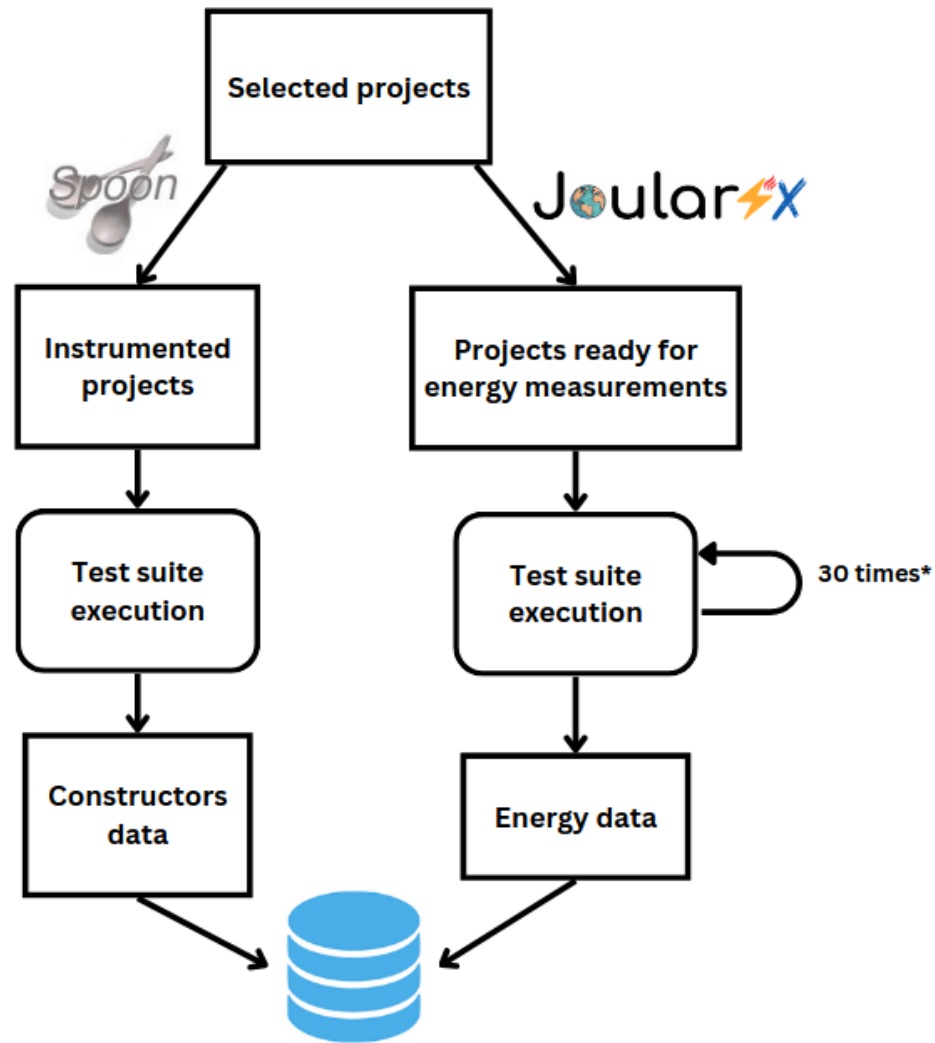 Selected projects
Spoon
JoularJX
Instrumented
projects
Projects ready for
energy measurements
Test suite
execution
Test suite
execution
30 times*
Constructors
data
Energy data